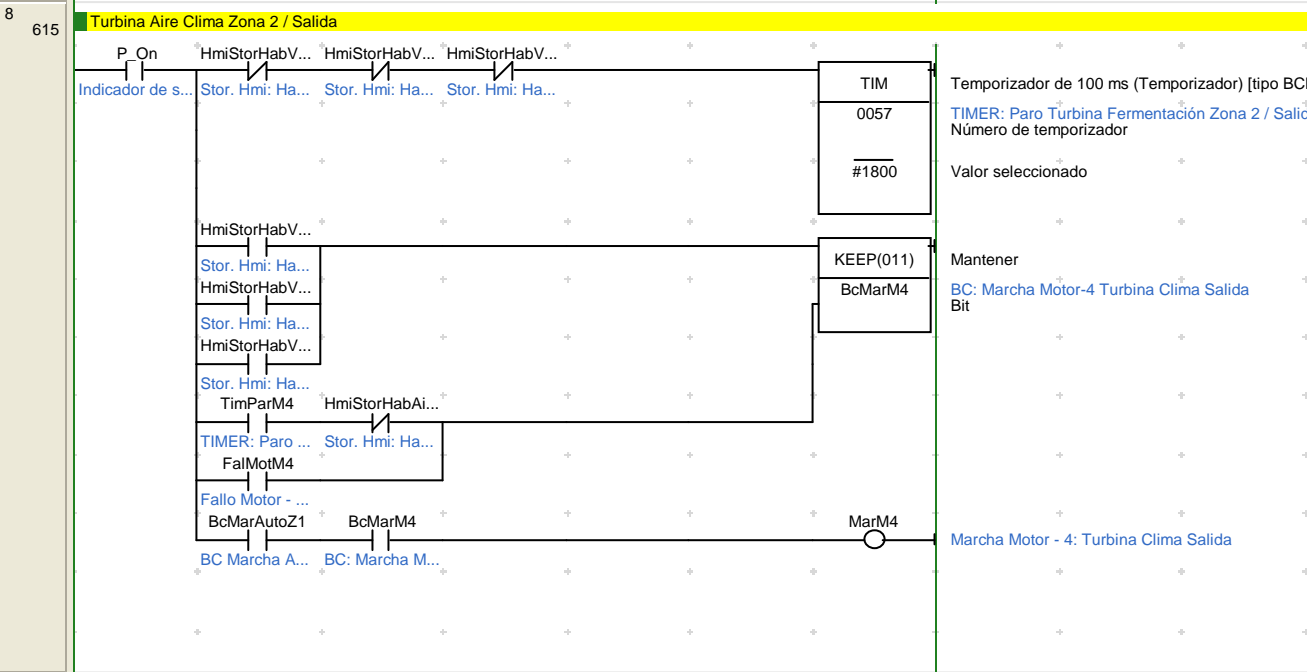 8
615
Turbina Aire Clima Zona 2 / Salida
P_On
HmiStorHabV... HmiStorHabV... HmiStorHabV...
Indicador de s... Stor. Hmi: Ha... Stor. Hmi: Ha... Stor. Hmi: Ha...
TIM
Temporizador de 100 ms (Temporizador) [tipo BC
0057
TIMER: Paro Turbina Fermentación Zona 2 / Sali
Número de temporizador
#1800
Valor seleccionado
HmiStorHabV...
Stor. Hmi: Ha...
KEEP(011)
Mantener
HmiStorHabV...
BcMarM4
BC: Marcha Motor-4 Turbina Clima Salida
Bit
Stor. Hmi: Ha...
HmiStorHabV...
Stor. Hmi: Ha...
TimParM4 HmiStorHabAi...
TIMER: Paro ... Stor. Hmi: Ha...
FalMotM4
Fallo Motor - ...
BcMarAutoZ1 BcMarM4 MarM4
Marcha Motor - 4: Turbina Clima Salida
BC Marcha A... BC: Marcha M...